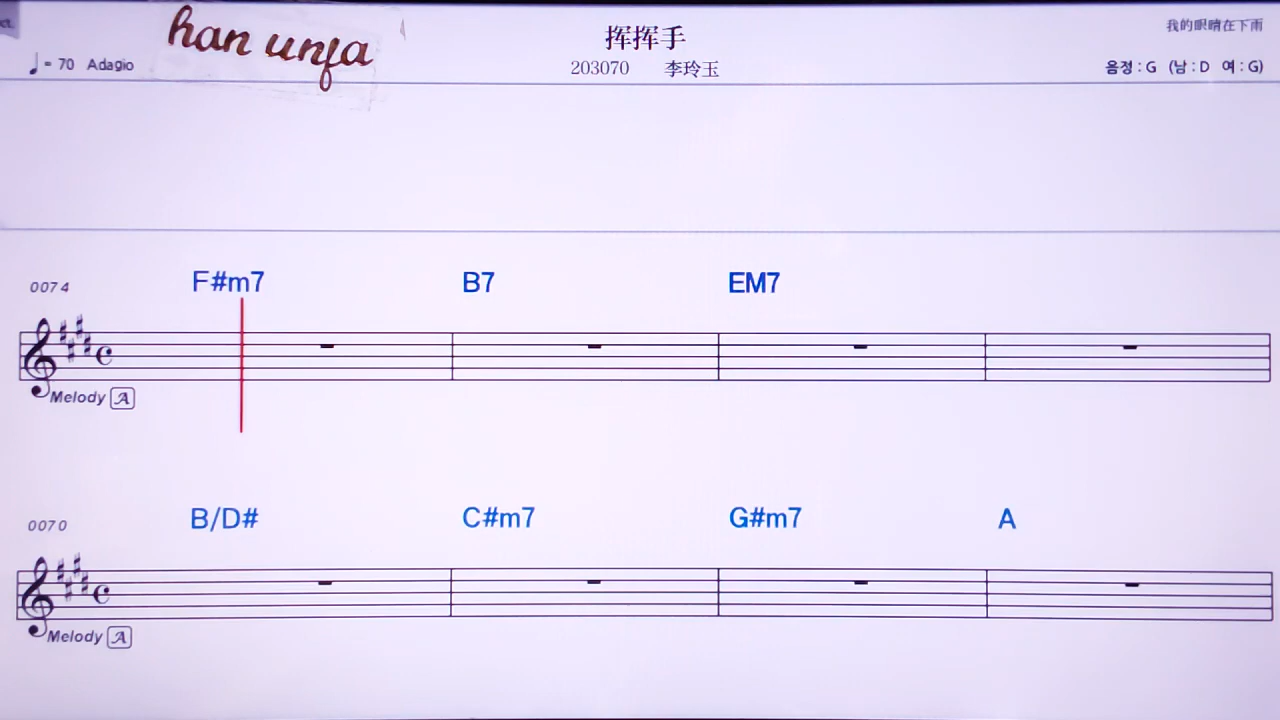 han unfa
挥挥手
我的眼睛在下雨
♩= 70 Adagio
203070 李玲玉
음정 : G (남 : D 여 : G)
0074 F#m7 B7 EM7
Melody A
0070 B/D# C#m7 G#m7 A
Melody A